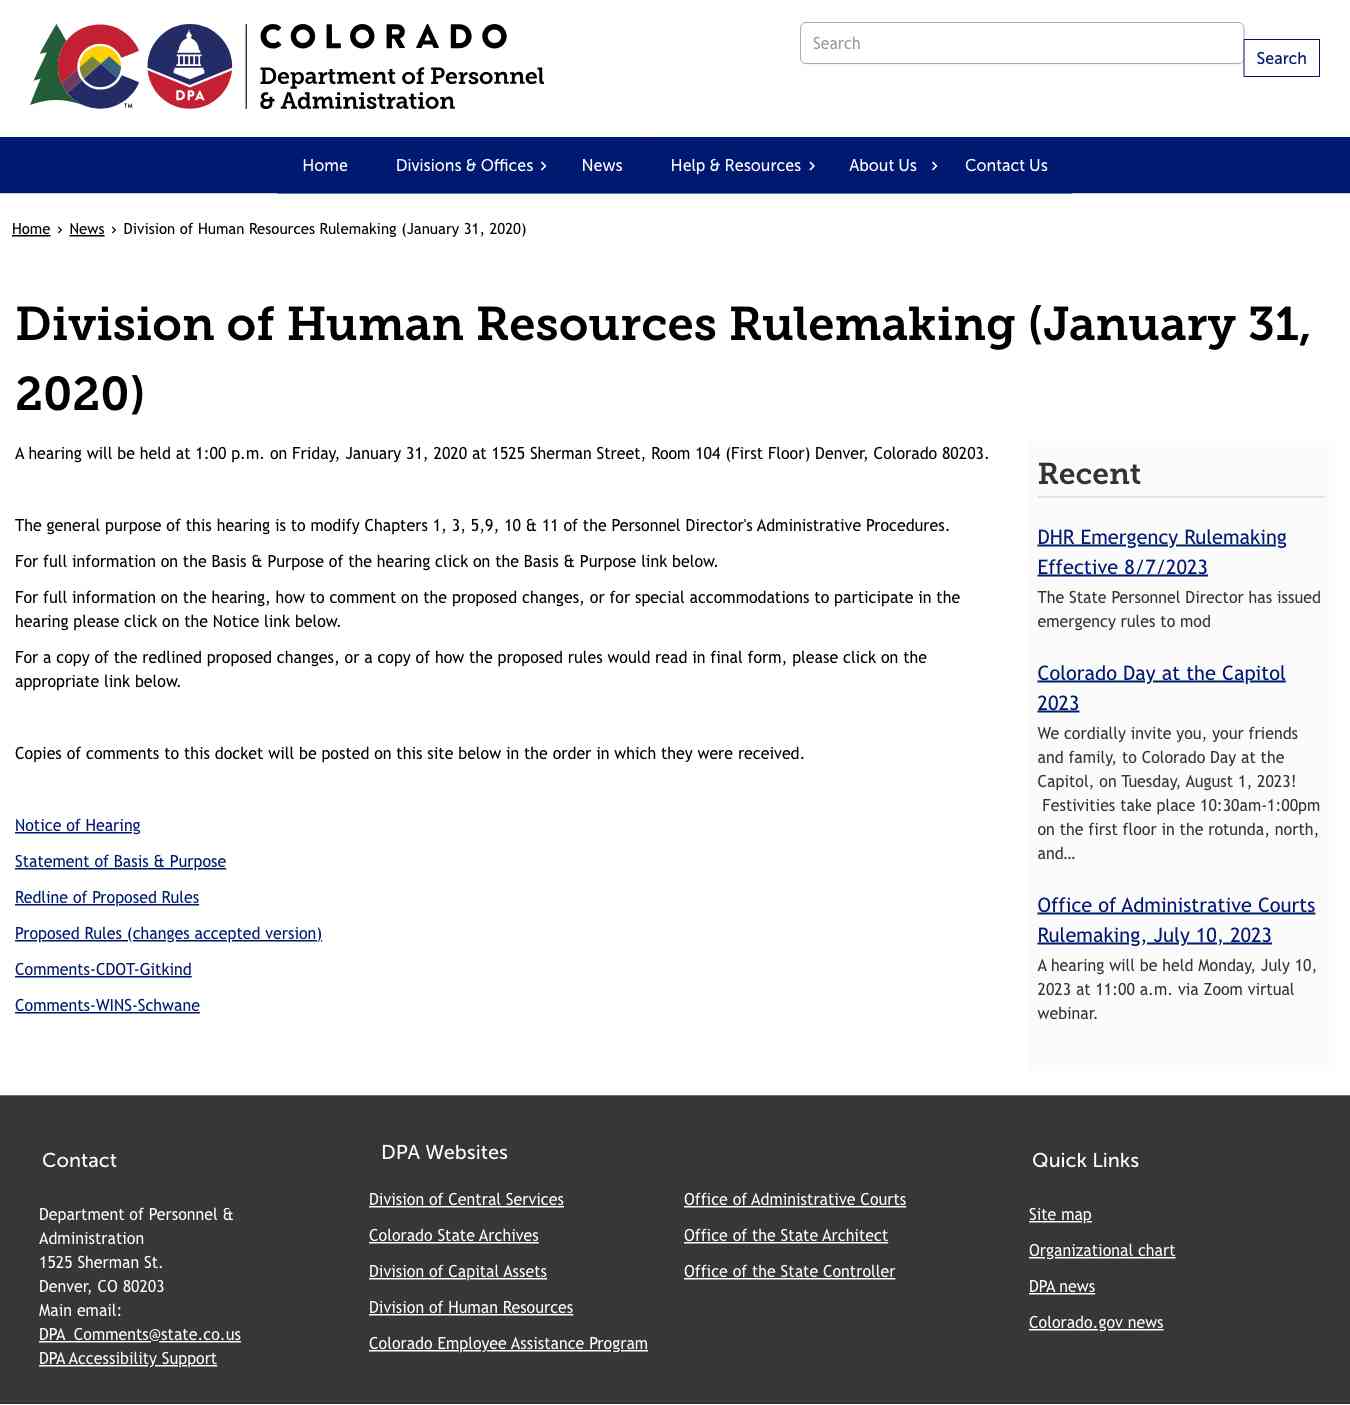 COLORADO
Department of Personnel
& Administration
DPA
TM
Search
Search
Home
Divisions & Offices
News
Help & Resources
About Us
Contact Us
Home › News › Division of Human Resources Rulemaking (January 31, 2020)
Division of Human Resources Rulemaking (January 31,
2020)
A hearing will be held at 1:00 p.m. on Friday, January 31, 2020 at 1525 Sherman Street, Room 104 (First Floor) Denver, Colorado 80203.
The general purpose of this hearing is to modify Chapters 1, 3, 5,9, 10 & 11 of the Personnel Director's Administrative Procedures.
For full information on the Basis & Purpose of the hearing click on the Basis & Purpose link below.
For full information on the hearing, how to comment on the proposed changes, or for special accommodations to participate in the
hearing please click on the Notice link below.
For a copy of the redlined proposed changes, or a copy of how the proposed rules would read in final form, please click on the
appropriate link below.
Copies of comments to this docket will be posted on this site below in the order in which they were received.
Notice of Hearing
Statement of Basis & Purpose
Redline of Proposed Rules
Proposed Rules (changes accepted version)
Comments-CDOT-Gitkind
Comments-WINS-Schwane
Recent
DHR Emergency Rulemaking
Effective 8/7/2023
The State Personnel Director has issued
emergency rules to mod
Colorado Day at the Capitol
2023
We cordially invite you, your friends
and family, to Colorado Day at the
Capitol, on Tuesday, August 1, 2023!
Festivities take place 10:30am-1:00pm
on the first floor in the rotunda, north,
and…
Office of Administrative Courts
Rulemaking, July 10, 2023
A hearing will be held Monday, July 10,
2023 at 11:00 a.m. via Zoom virtual
webinar.
Contact
Department of Personnel &
Administration
1525 Sherman St.
Denver, CO 80203
Main email:
DPA_Comments@state.co.us
DPA Accessibility Support
DPA Websites
Division of Central Services
Colorado State Archives
Division of Capital Assets
Division of Human Resources
Colorado Employee Assistance Program
Office of Administrative Courts
Office of the State Architect
Office of the State Controller
Quick Links
Site map
Organizational chart
DPA news
Colorado.gov news